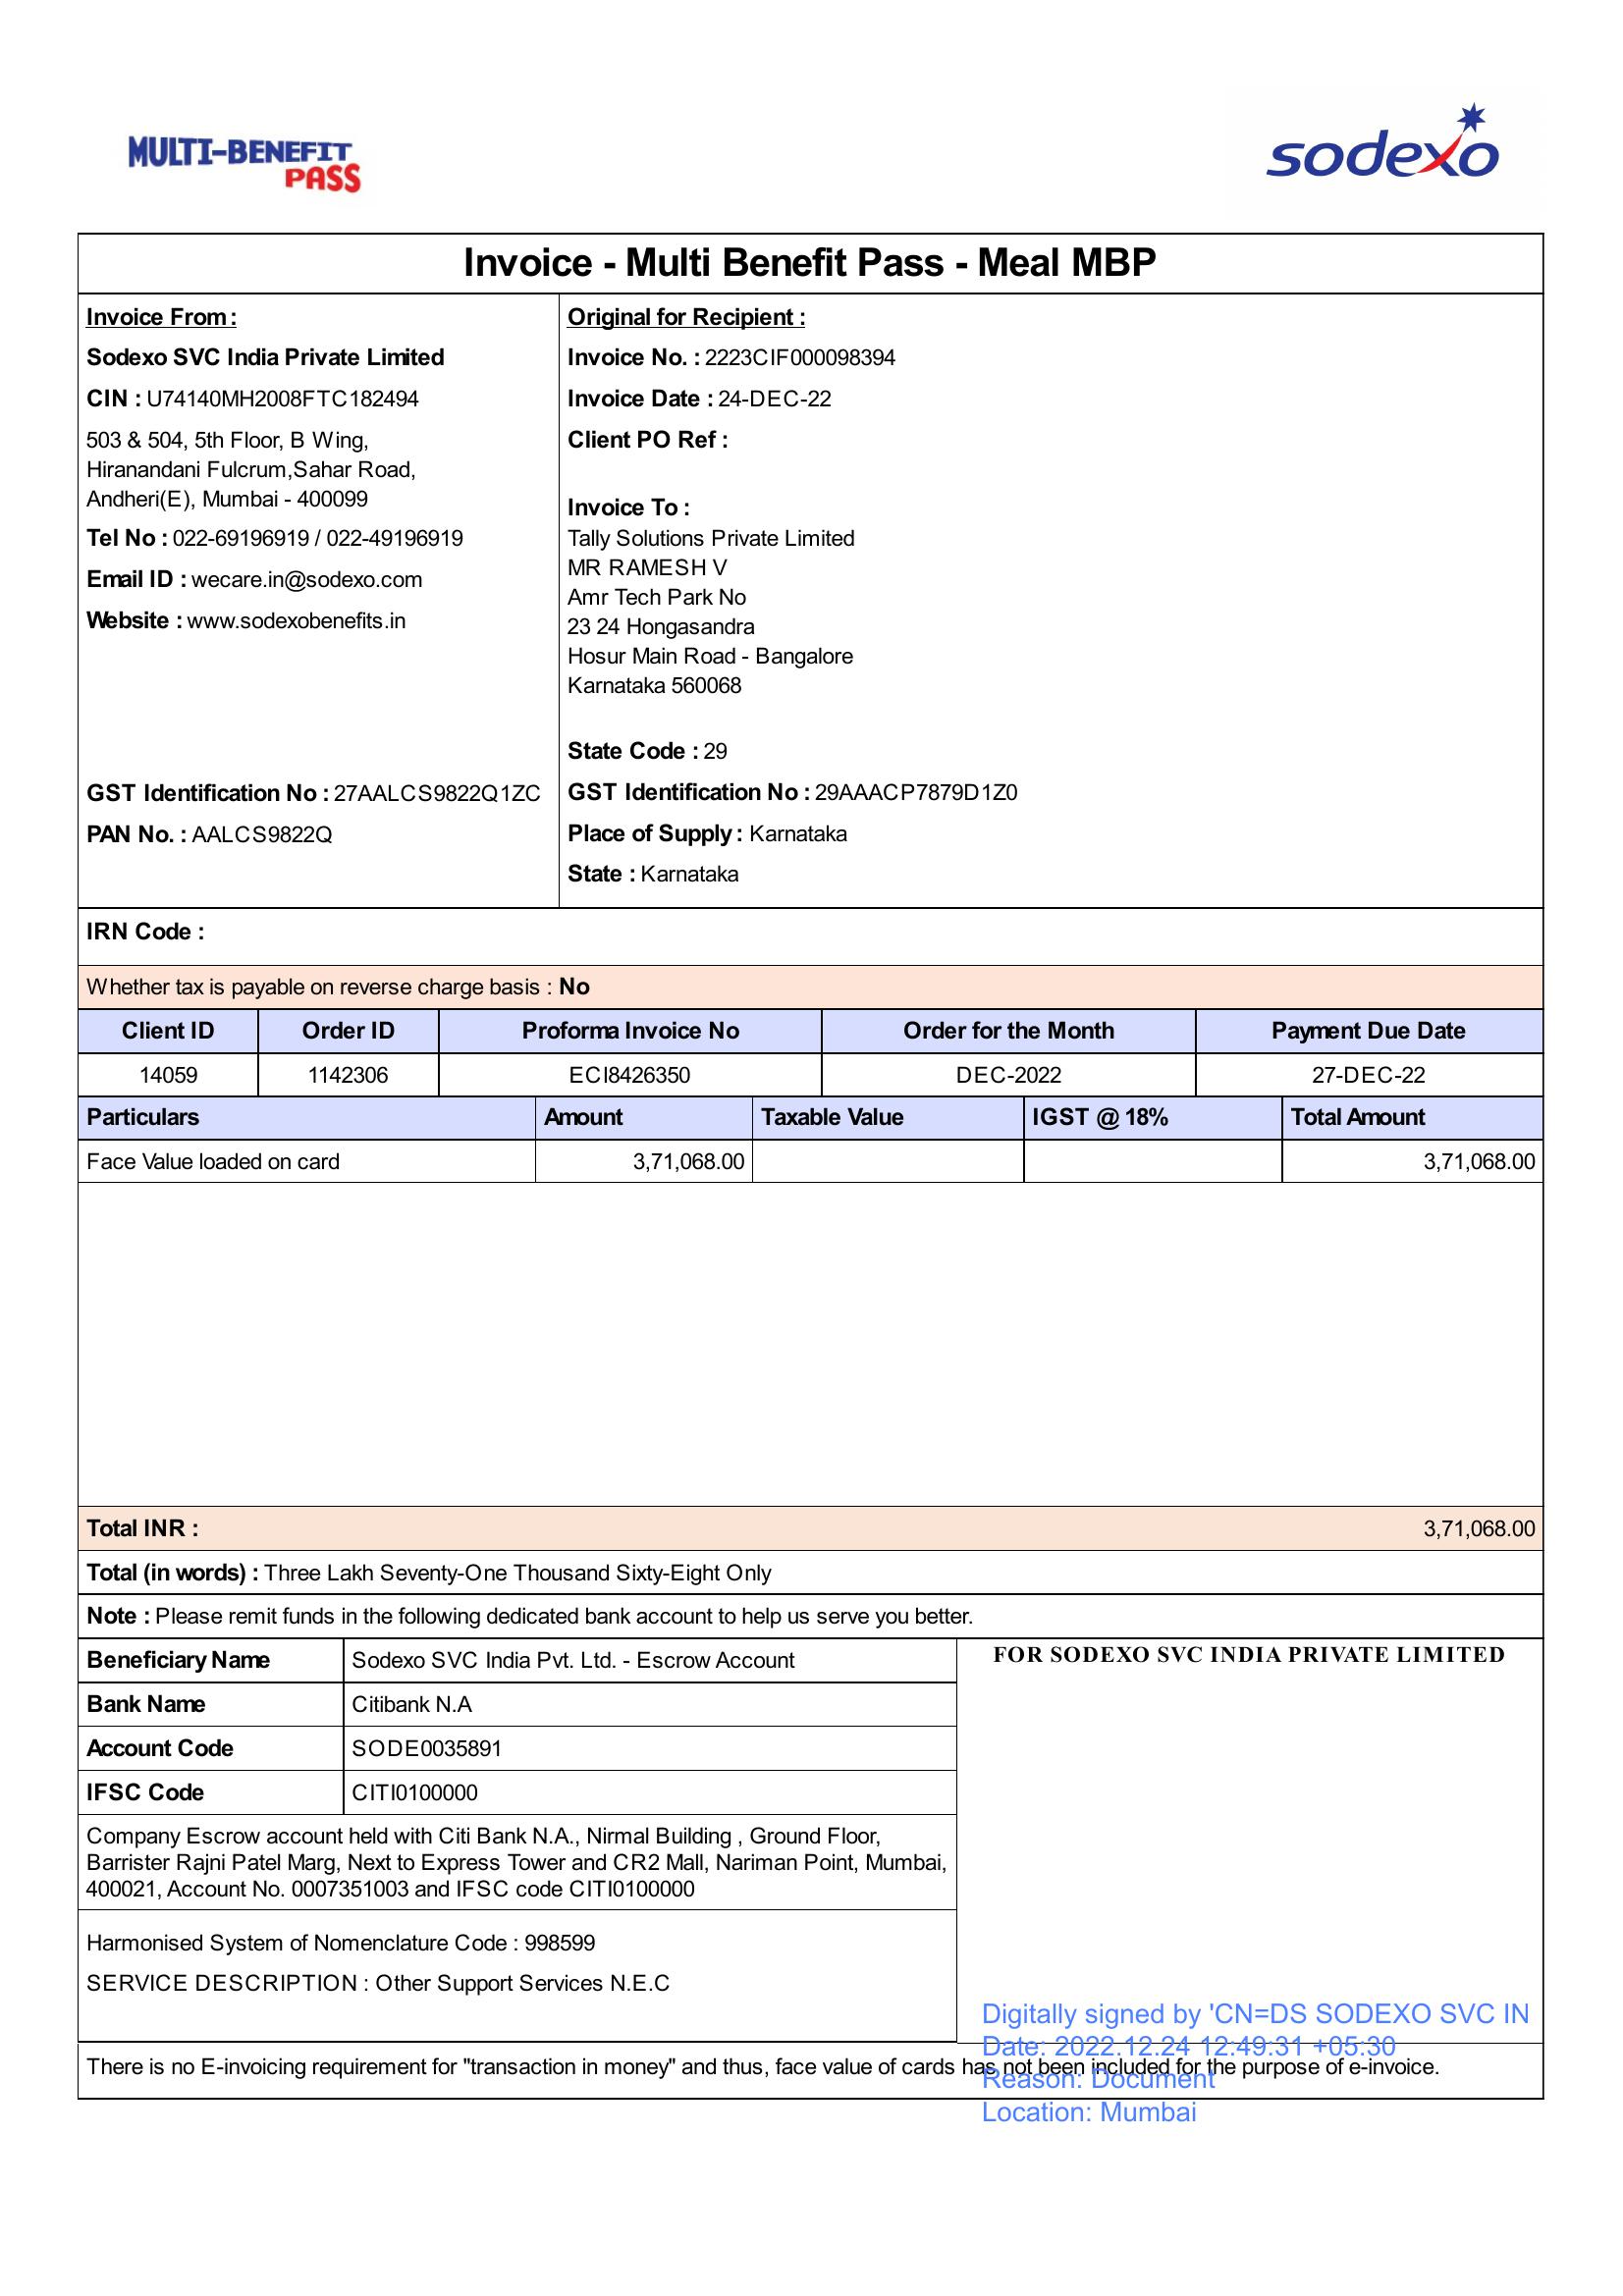 MULTI-BENEFIT
PASS
sodexo
Invoice - Multi Benefit Pass - Meal MBP
Invoice From :
Sodexo SVC India Private Limited
CIN : U74140MH2008FTC182494
503 & 504, 5th Floor, B Wing,
Hiranandani Fulcrum,Sahar Road,
Andheri(E), Mumbai - 400099
Tel No : 022-69196919 / 022-49196919
Email ID : wecare.in@sodexo.com
Website : www.sodexobenefits.in
GST Identification No : 27AALCS9822Q1ZC
PAN No. : AALCS9822Q
Original for Recipient :
Invoice No. : 2223CIF000098394
Invoice Date : 24-DEC-22
Client PO Ref :
Invoice To :
Tally Solutions Private Limited
MR RAMESH V
Amr Tech Park No
23 24 Hongasandra
Hosur Main Road - Bangalore
Karnataka 560068
State Code : 29
GST Identification No : 29AAACP7879D1Z0
Place of Supply : Karnataka
State : Karnataka
IRN Code :
Whether tax is payable on reverse charge basis : No
Client ID Order ID Proforma Invoice No Order for the Month Payment Due Date
14059 1142306 ECI8426350 DEC-2022 27-DEC-22
Particulars Amount Taxable Value IGST @ 18% Total Amount
Face Value loaded on card 3,71,068.00 3,71,068.00
Total INR : 3,71,068.00
Total (in words) : Three Lakh Seventy-One Thousand Sixty-Eight Only
Note : Please remit funds in the following dedicated bank account to help us serve you better.
Beneficiary Name Sodexo SVC India Pvt. Ltd. - Escrow Account
Bank Name Citibank N.A
Account Code SODE0035891
IFSC Code CITI0100000
Company Escrow account held with Citi Bank N.A., Nirmal Building , Ground Floor,
Barrister Rajni Patel Marg, Next to Express Tower and CR2 Mall, Nariman Point, Mumbai,
400021, Account No. 0007351003 and IFSC code CITI0100000
Harmonised System of Nomenclature Code : 998599
SERVICE DESCRIPTION : Other Support Services N.E.C
FOR SODEXO SVC INDIA PRIVATE LIMITED
Digitally signed by 'CN=DS SODEXO SVC IN
Date: 2022.12.24 12:49:31 +05:30
Reason: Document
Location: Mumbai
There is no E-invoicing requirement for "transaction in money" and thus, face value of cards has not been included for the purpose of e-invoice.